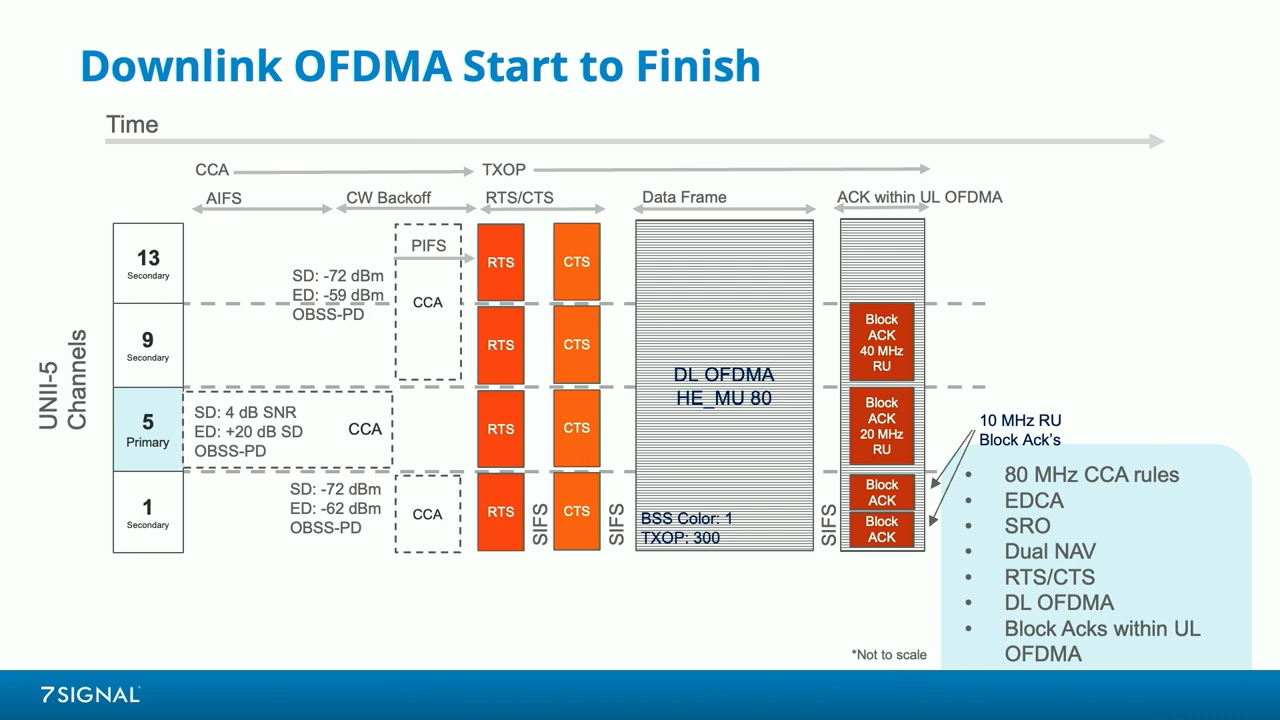 Downlink OFDMA Start to Finish
Time
CCA
TXOP
AIFS
CW Backoff
RTS/CTS
Data Frame
ACK within UL OFDMA
UNII-5
Channels
13
Secondary
9
Secondary
5
Primary
1
Secondary
SD: -72 dBm
ED: -59 dBm
OBSS-PD
PIFS
CCA
SD: 4 dB SNR
ED: +20 dB SD
OBSS-PD
CCA
SD: -72 dBm
ED: -62 dBm
OBSS-PD
CCA
RTS
RTS
RTS
RTS
SIFS
CTS
CTS
CTS
CTS
SIFS
DL OFDMA
HE_MU 80
BSS Color: 1
TXOP: 300
SIFS
Block
ACK
40 MHz
RU
Block
ACK
20 MHz
RU
Block
ACK
Block
ACK
10 MHz RU
Block Ack's
• 80 MHz CCA rules
• EDCA
• SRO
• Dual NAV
• RTS/CTS
• DL OFDMA
• Block Acks within UL
OFDMA
*Not to scale
7SIGNAL